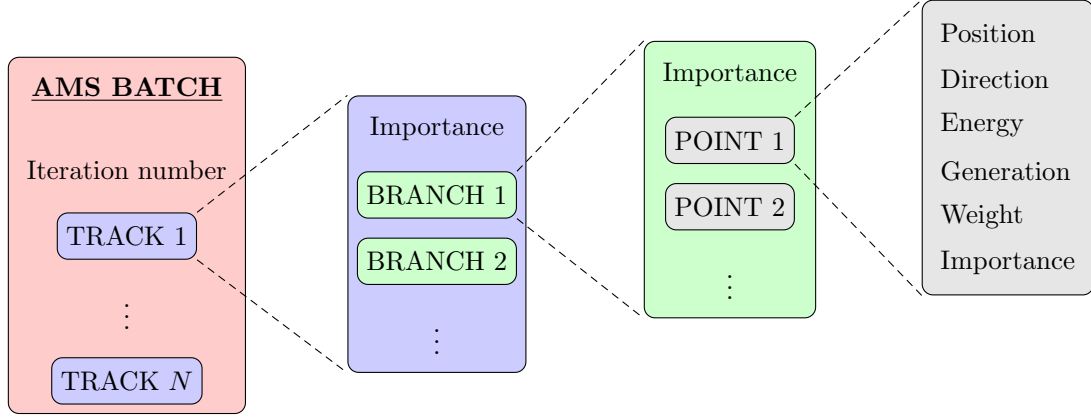 AMS BATCH
Iteration number
TRACK 1
⋮
TRACK N
Importance
BRANCH 1
BRANCH 2
⋮
Importance
POINT 1
POINT 2
⋮
Position
Direction
Energy
Generation
Weight
Importance